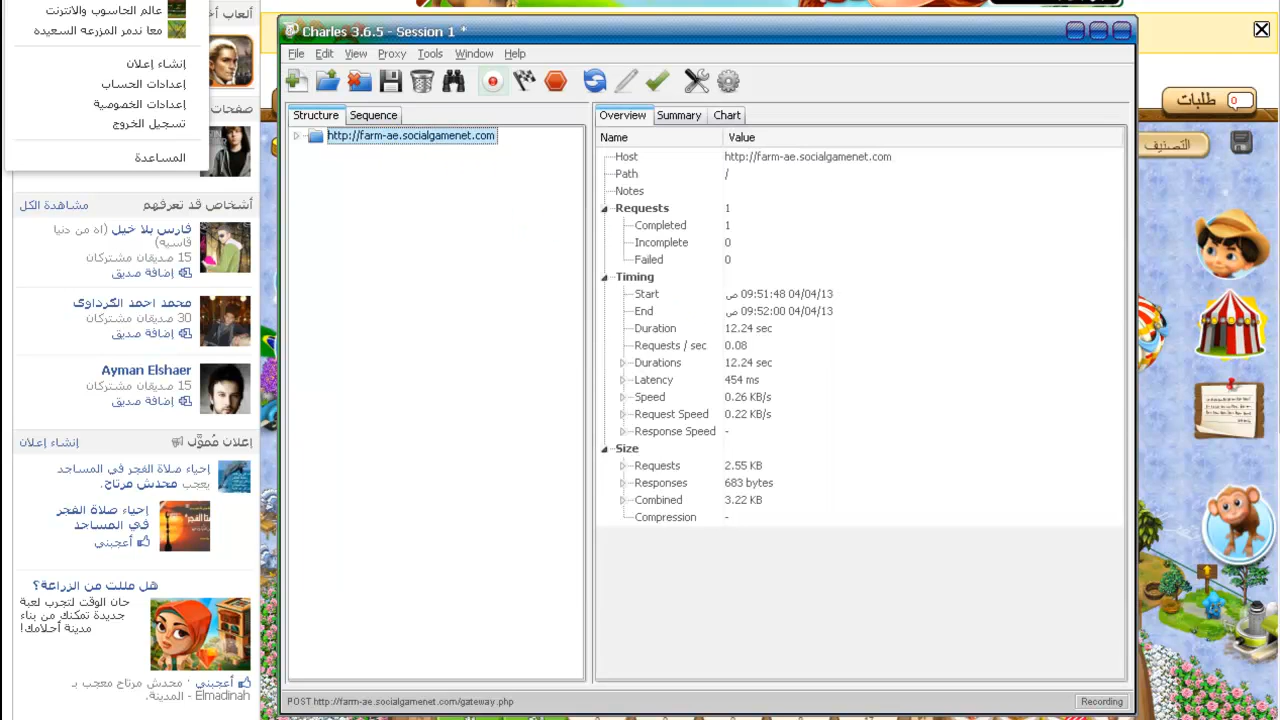 عالم الحاسوب والانترنت
معا ندمر المزرعه السعيده
إنشاء إعلان
إعدادات الحساب
إعدادات الخصوصية
تسجيل الخروج
المساعدة
صفحات
أشخاص قد تعرفهم
مشاهدة الكل
فارس بلا خيل (اه من دنيا
قاسيه)
15 صديقان مشتركان
إضافة صديق
محمد احمد الكرداوى
30 صديقان مشتركان
إضافة صديق
Ayman Elshaer
15 صديقان مشتركان
إضافة صديق
إعلان مُموَّل
إنشاء إعلان
إحياء صلاة الفجر في المساجد
يعجب محدش مرتاح.
إحياء صلاة الفجر
في المساجد
أعجبني
هل مللت من الزراعة؟
حان الوقت لتجرب لعبة
جديدة تمكنك من بناء
مدينة أحلامك!
أعجبني · محدش مرتاح معجب بـ
Elmadinah - المدينة.
Charles 3.6.5 - Session 1 *
File Edit View Proxy Tools Window Help
Structure Sequence
http://farm-ae.socialgamenet.com
Overview Summary Chart
Name Value
Host http://farm-ae.socialgamenet.com
Path /
Notes
Requests 1
Completed 1
Incomplete 0
Failed 0
Timing
Start ص 09:51:48 04/04/13
End ص 09:52:00 04/04/13
Duration 12.24 sec
Requests / sec 0.08
Durations 12.24 sec
Latency 454 ms
Speed 0.26 KB/s
Request Speed 0.22 KB/s
Response Speed -
Size
Requests 2.55 KB
Responses 683 bytes
Combined 3.22 KB
Compression -
POST http://farm-ae.socialgamenet.com/gateway.php
Recording
طلبات 0
التصنيف